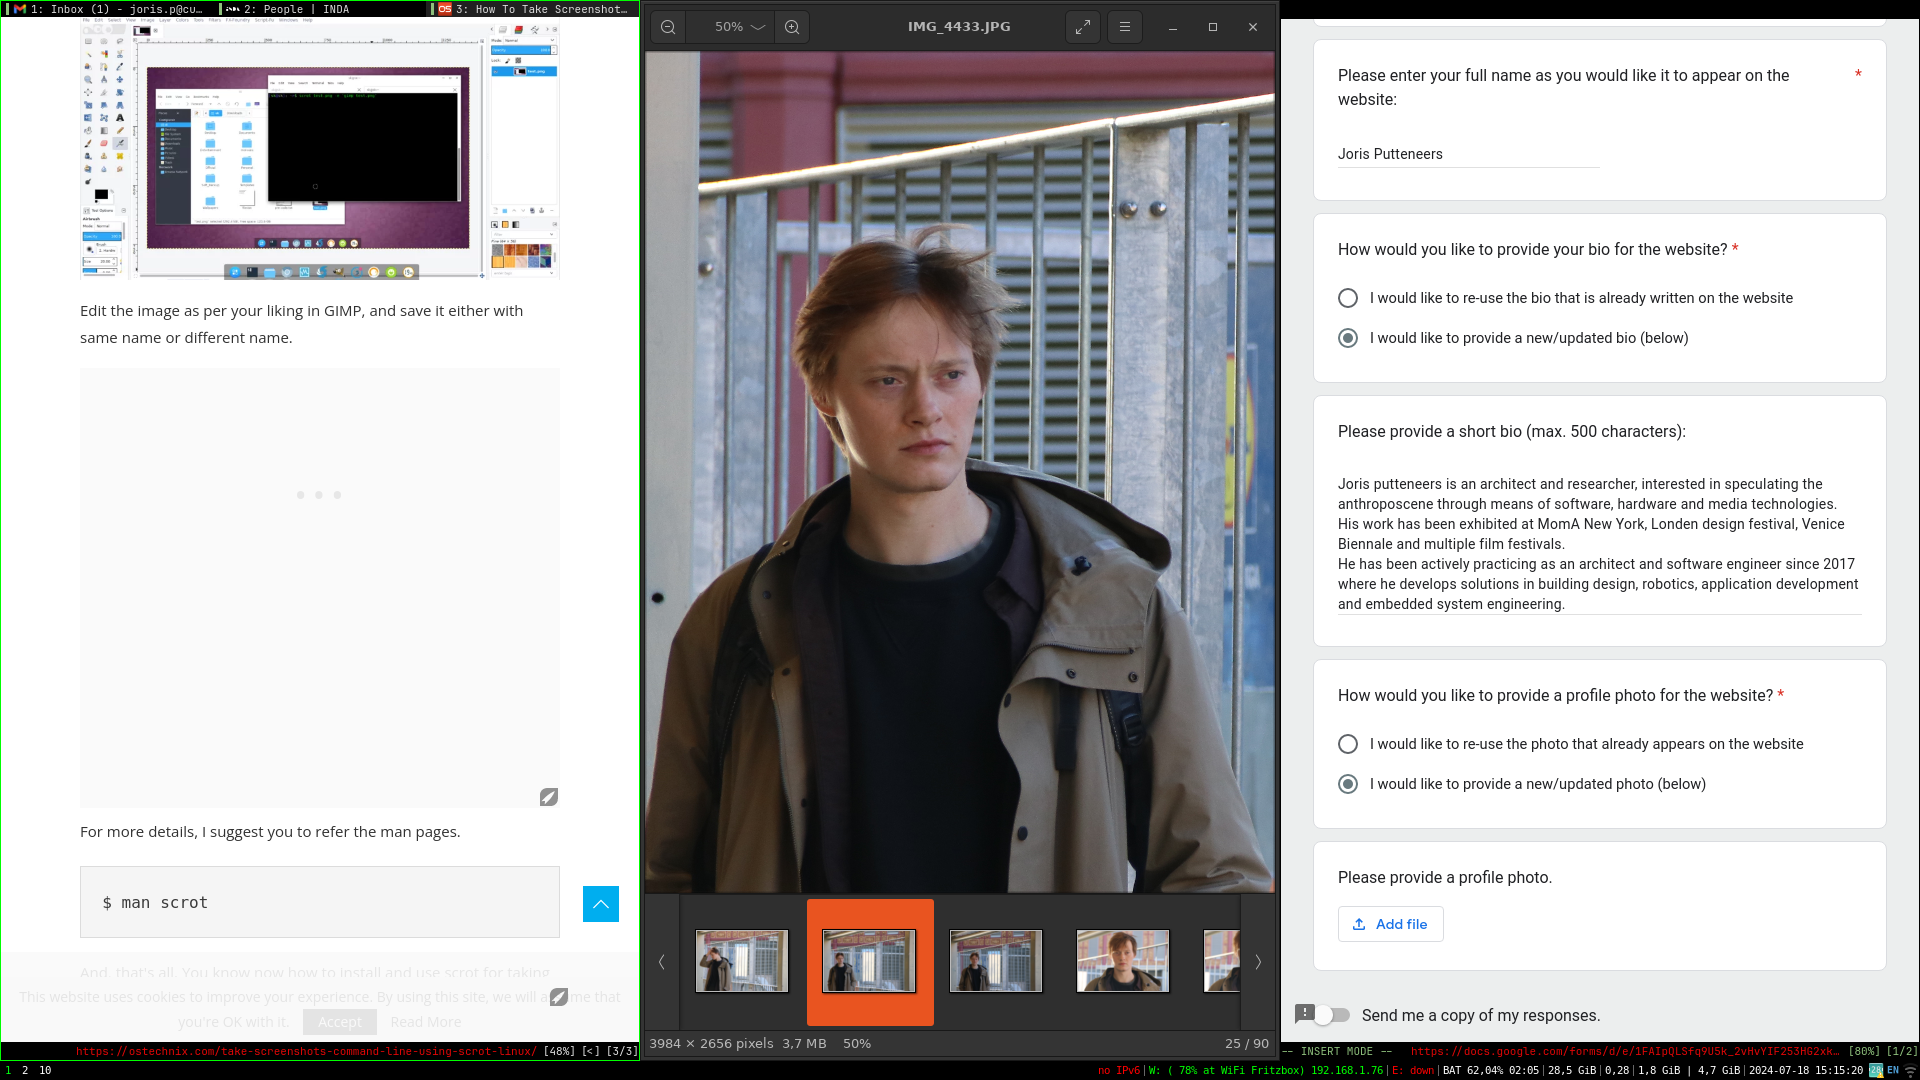 1: Inbox (1) - joris.p@cu…
2: People | INDA
3: How To Take Screenshot…
Edit the image as per your liking in GIMP, and save it either with
same name or different name.
For more details, I suggest you to refer the man pages.
$ man scrot
And, that's all. You know now how to install and use scrot for taking
This website uses cookies to improve your experience. By using this site, we will a me that
you're OK with it.
Accept
Read More
https://ostechnix.com/take-screenshots-command-line-using-scrot-linux/ [48%] [<] [3/3]
50%
IMG_4433.JPG
3984 × 2656 pixels 3,7 MB 50%
25 / 90
Please enter your full name as you would like it to appear on the *
website:
Joris Putteneers
How would you like to provide your bio for the website? *
I would like to re-use the bio that is already written on the website
I would like to provide a new/updated bio (below)
Please provide a short bio (max. 500 characters):
Joris putteneers is an architect and researcher, interested in speculating the
anthroposcene through means of software, hardware and media technologies.
His work has been exhibited at MomA New York, Londen design festival, Venice
Biennale and multiple film festivals.
He has been actively practicing as an architect and software engineer since 2017
where he develops solutions in building design, robotics, application development
and embedded system engineering.
How would you like to provide a profile photo for the website? *
I would like to re-use the photo that already appears on the website
I would like to provide a new/updated photo (below)
Please provide a profile photo.
Add file
Send me a copy of my responses.
-- INSERT MODE -- [80%] [1/2]
1 2 10
no IPv6|W: ( 78% at WiFi Fritzbox) 192.168.1.76|E: down|BAT 62,04% 02:05|28,5 GiB|0,28|1,8 GiB | 4,7 GiB|2024-07-18 15:15:20 EN